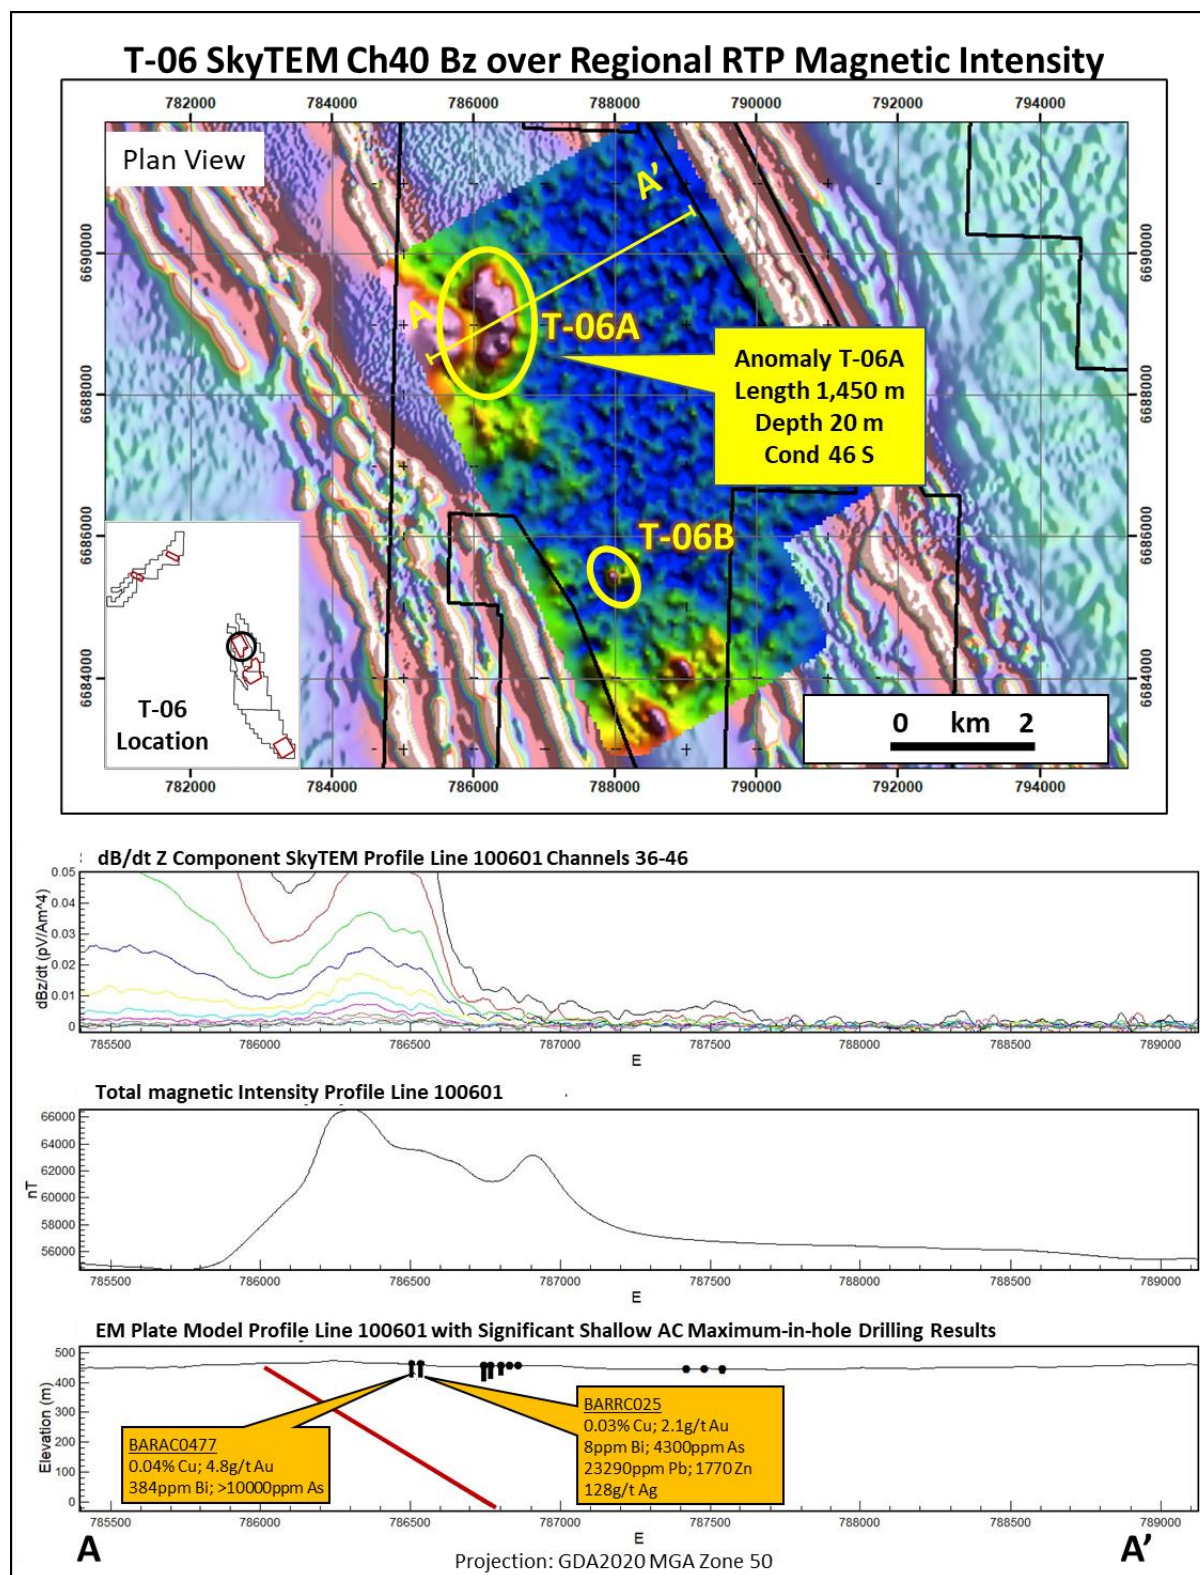 T-06 SkyTEM Ch40 Bz over Regional RTP Magnetic Intensity
782000 784000 786000 788000 790000 792000 794000
Plan View
A'
6690000
6690000
A
T-06A
Anomaly T-06A
Length 1,450 m
Depth 20 m
Cond 46 S
6688000
6688000
T-06B
6686000
6686000
6684000
6684000
T-06
Location
0 km 2
782000 784000 786000 788000 790000 792000 794000
dB/dt Z Component SkyTEM Profile Line 100601 Channels 36-46
0.05
0.04
0.03
0.02
0.01
0
dBz/dt (pV/Am^4)
785500 786000 786500 787000 787500 788000 788500 789000
E
Total magnetic Intensity Profile Line 100601
66000
64000
62000
60000
58000
56000
nT
785500 786000 786500 787000 787500 788000 788500 789000
E
EM Plate Model Profile Line 100601 with Significant Shallow AC Maximum-in-hole Drilling Results
500
400
300
200
100
0
Elevation (m)
BARAC0477
0.04% Cu; 4.8g/t Au
384ppm Bi; >10000ppm As
BARRC025
0.03% Cu; 2.1g/t Au
8ppm Bi; 4300ppm As
23290ppm Pb; 1770 Zn
128g/t Ag
785500 786000 786500 787000 787500 788000 788500 789000
E
A
A'
Projection: GDA2020 MGA Zone 50